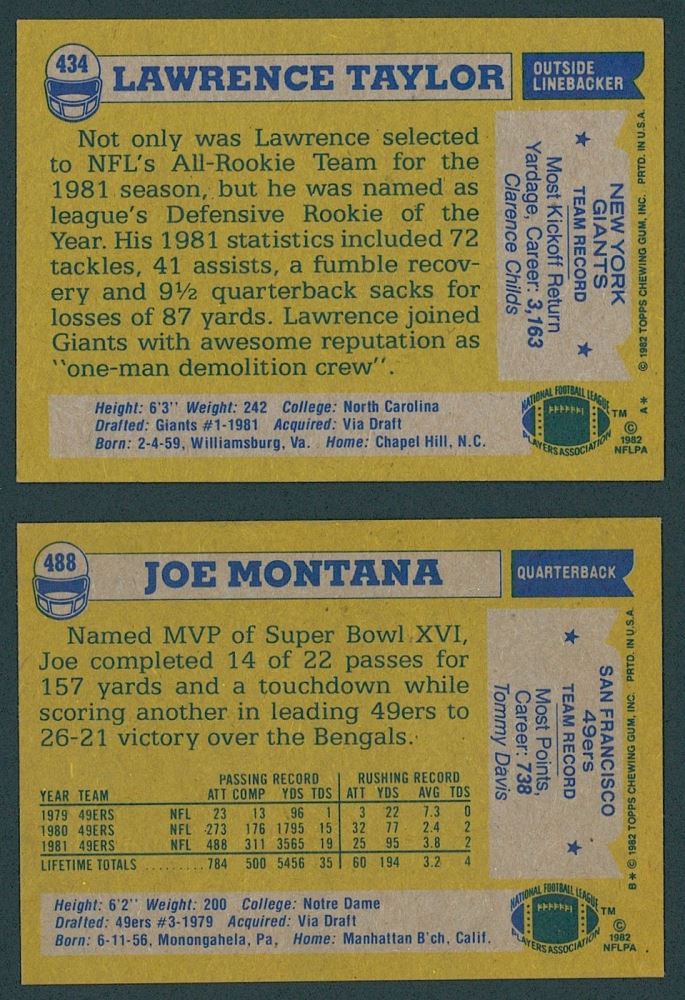 434
LAWRENCE TAYLOR
OUTSIDE
LINEBACKER
Not only was Lawrence selected
to NFL's All-Rookie Team for the
1981 season, but he was named as
league's Defensive Rookie of the
Year. His 1981 statistics included 72
tackles, 41 assists, a fumble recov-
ery and 9½ quarterback sacks for
losses of 87 yards. Lawrence joined
Giants with awesome reputation as
"one-man demolition crew".
NEW YORK
GIANTS
TEAM RECORD
Most Kickoff Return
Yardage, Career: 3,163
Clarence Childs
© 1982 TOPPS CHEWING GUM, INC. PRTD. IN U.S.A.
A*
Height: 6'3" Weight: 242 College: North Carolina
Drafted: Giants #1-1981 Acquired: Via Draft
Born: 2-4-59, Williamsburg, Va. Home: Chapel Hill, N.C.
NATIONAL FOOTBALL LEAGUE
PLAYERS ASSOCIATION
TM
©
1982
NFLPA
488
JOE MONTANA
QUARTERBACK
Named MVP of Super Bowl XVI,
Joe completed 14 of 22 passes for
157 yards and a touchdown while
scoring another in leading 49ers to
26-21 victory over the Bengals.
PASSING RECORD RUSHING RECORD
YEAR TEAM ATT COMP YDS TDS ATT YDS AVG TDS
1979 49ERS NFL 23 13 96 1 3 22 7.3 0
1980 49ERS NFL 273 176 1795 15 32 77 2.4 2
1981 49ERS NFL 488 311 3565 19 25 95 3.8 2
LIFETIME TOTALS .......... 784 500 5456 35 60 194 3.2 4
SAN FRANCISCO
49ers
TEAM RECORD
Most Points,
Career: 738
Tommy Davis
B* © 1982 TOPPS CHEWING GUM, INC. PRTD. IN U.S.A
Height: 6'2" Weight: 200 College: Notre Dame
Drafted: 49ers #3-1979 Acquired: Via Draft
Born: 6-11-56, Monongahela, Pa, Home: Manhattan B'ch, Calif.
NATIONAL FOOTBALL LEAGUE
PLAYERS ASSOCIATION
TM
©
1982
NFLPA